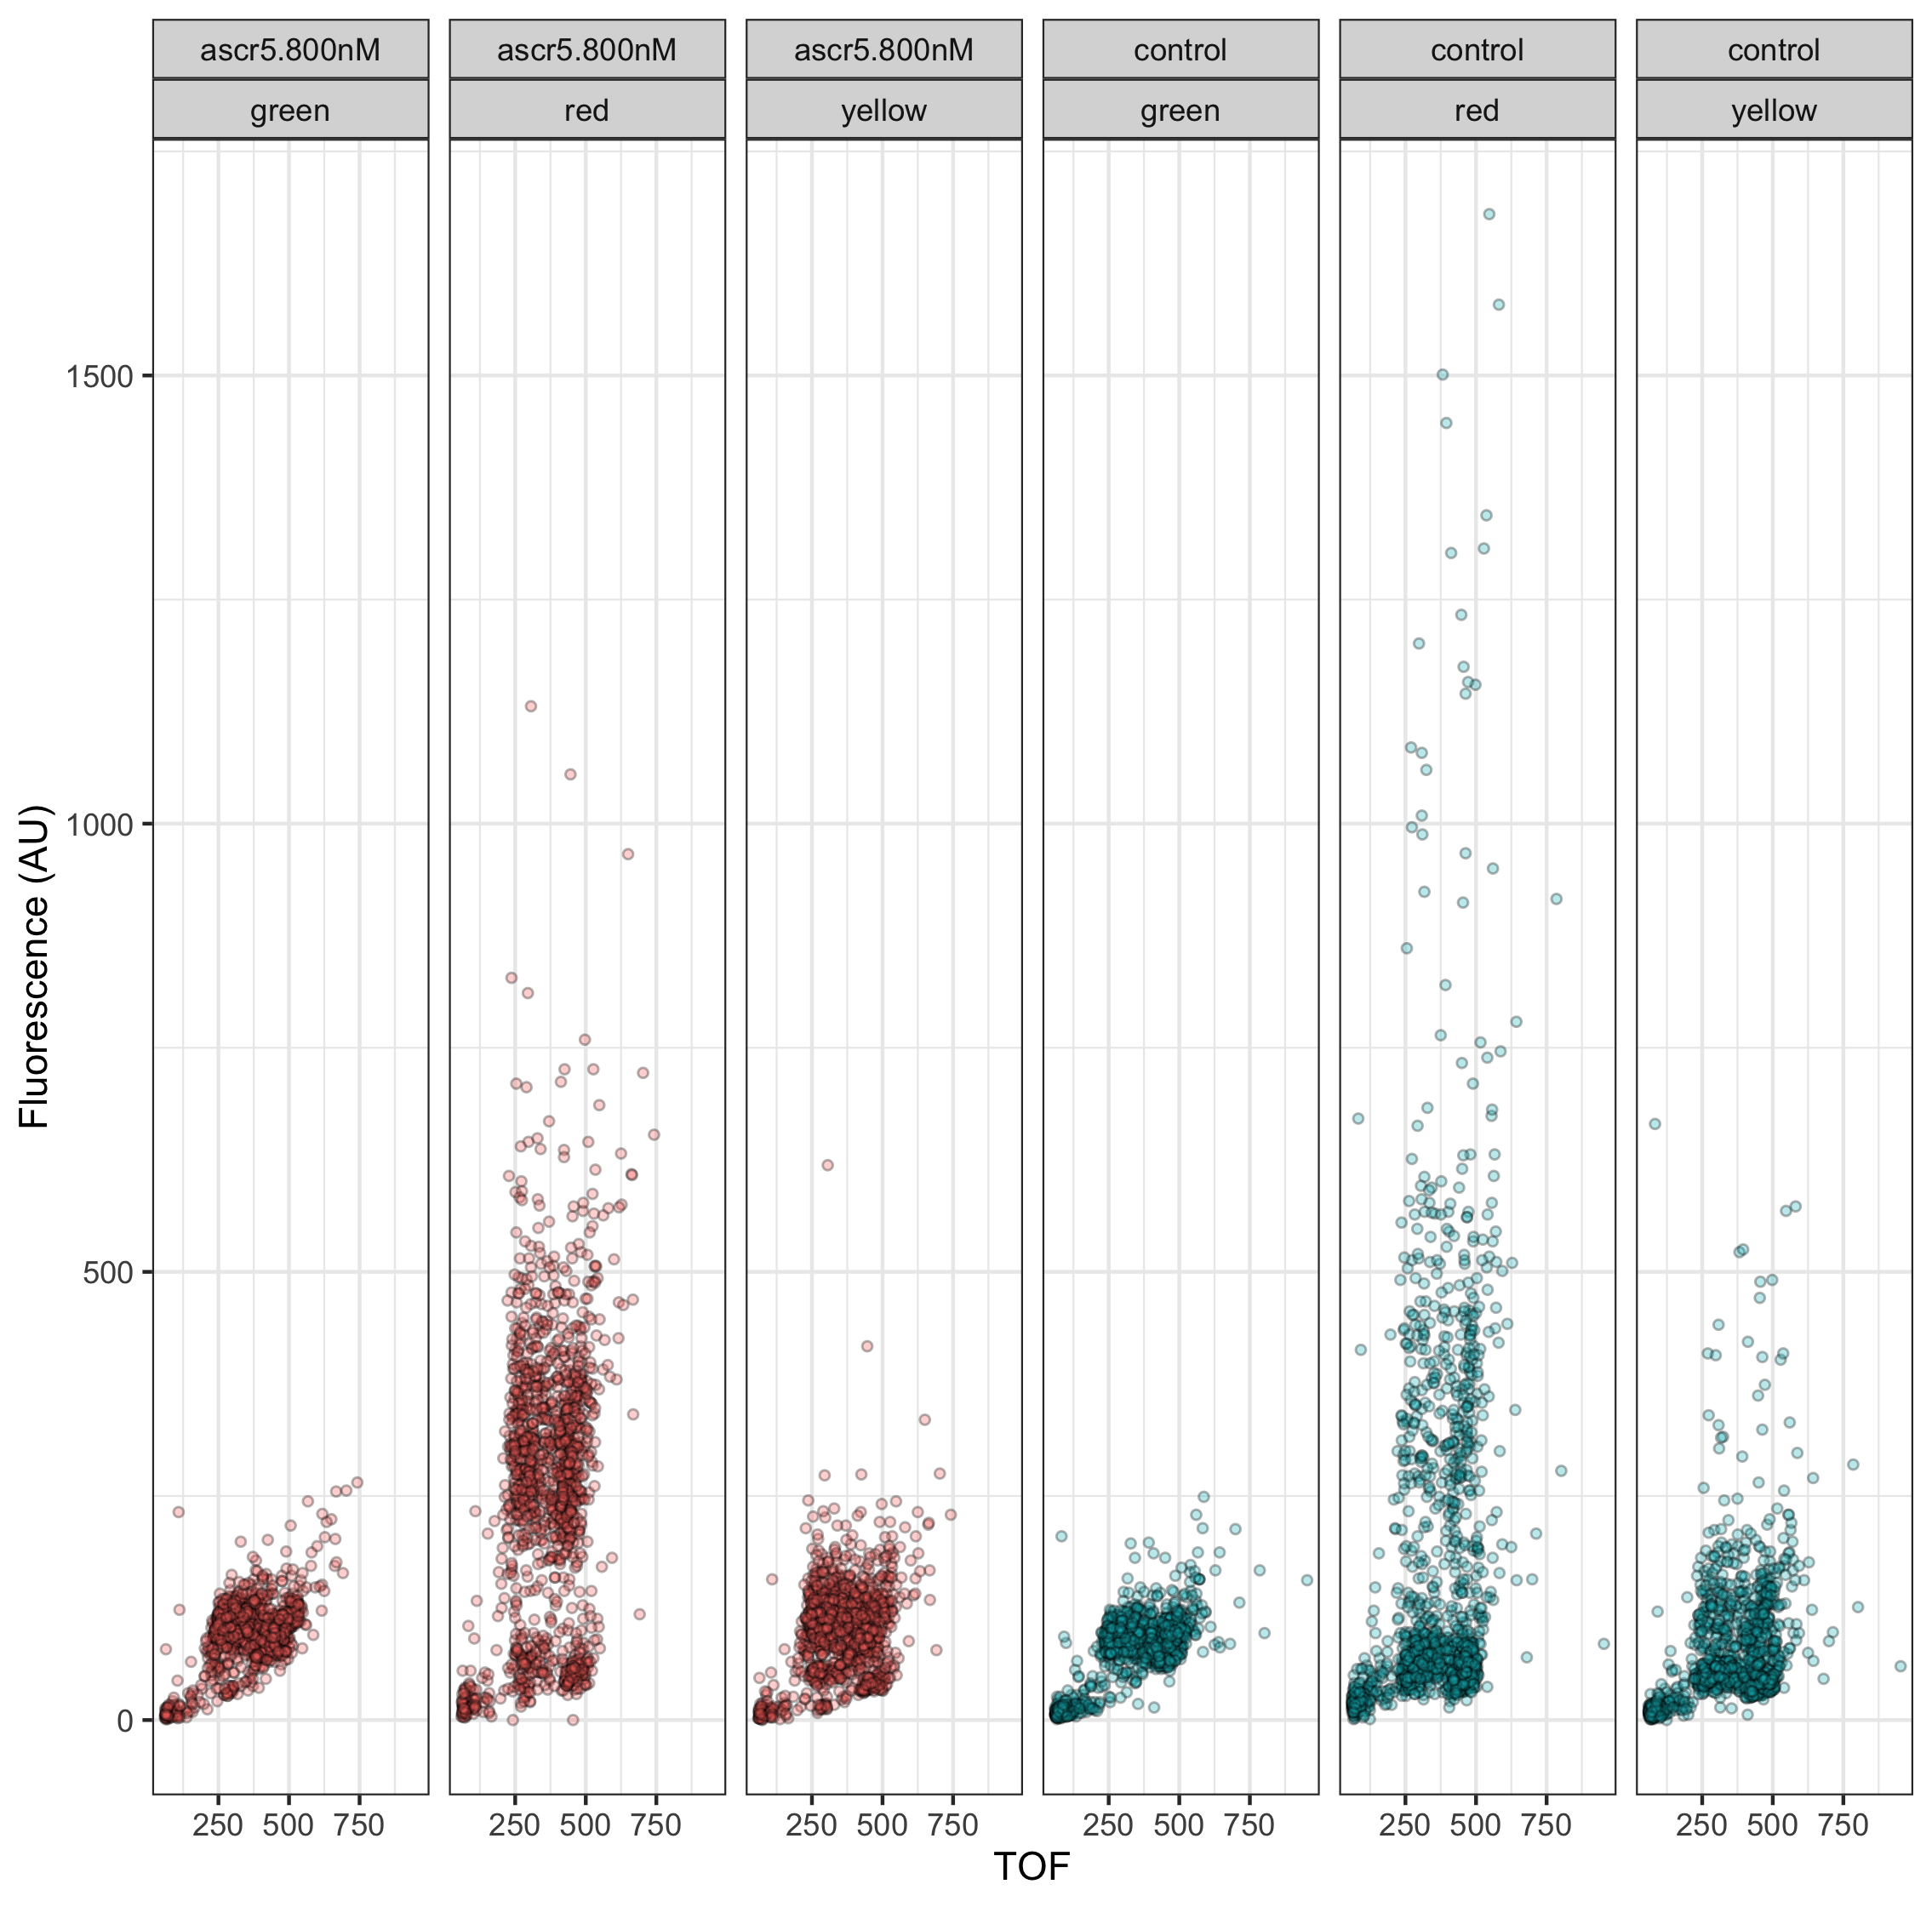 ascr5.800nM ascr5.800nM ascr5.800nM control control control
green red yellow green red yellow
1500
1000
500
0
Fluorescence (AU)
250 500 750 250 500 750 250 500 750 250 500 750 250 500 750 250 500 750
TOF